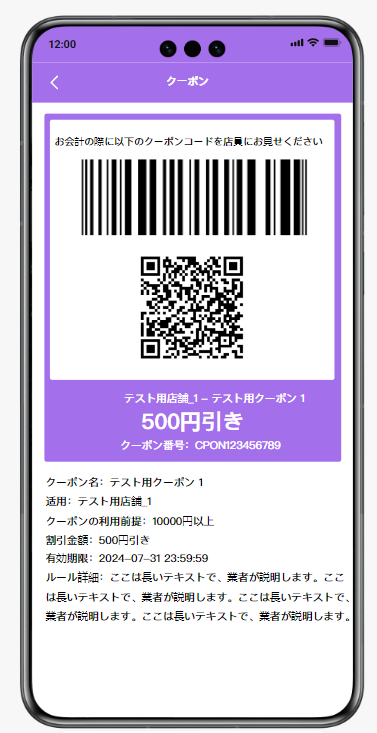 12:00
クーポン
お会計の際に以下のクーポンコードを店員にお見せください
テスト用店舗_1 – テスト用クーポン 1
500円引き
クーポン番号：CPON123456789
クーポン名：テスト用クーポン 1
适用：テスト用店舗_1
クーポンの利用前提：10000円以上
割引金額：500円引き
有効期限：2024-07-31 23:59:59
ルール詳細：ここは長いテキストで、業者が説明します。ここ
は長いテキストで、業者が説明します。ここは長いテキストで、
業者が説明します。ここは長いテキストで、業者が説明します。